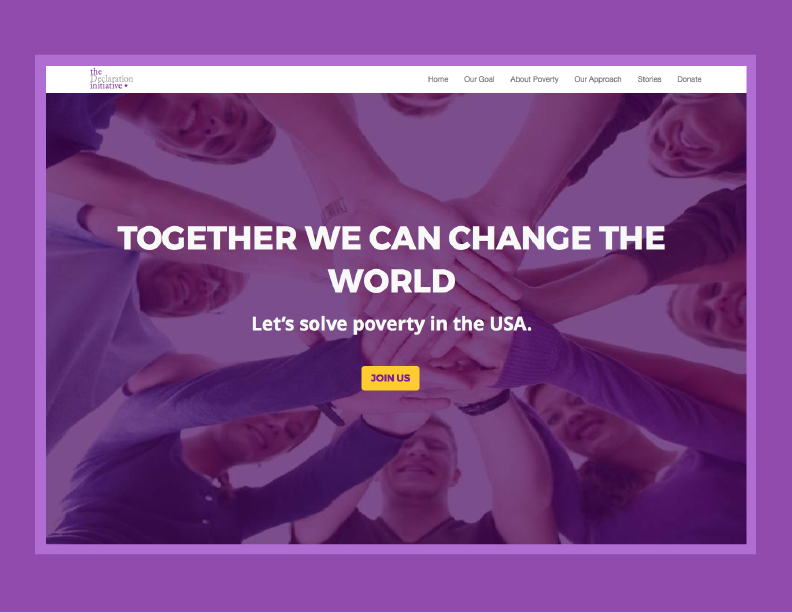 the
Declaration
initiative
Home Our Goal About Poverty Our Approach Stories Donate
TOGETHER WE CAN CHANGE THE
WORLD
Let's solve poverty in the USA.
JOIN US